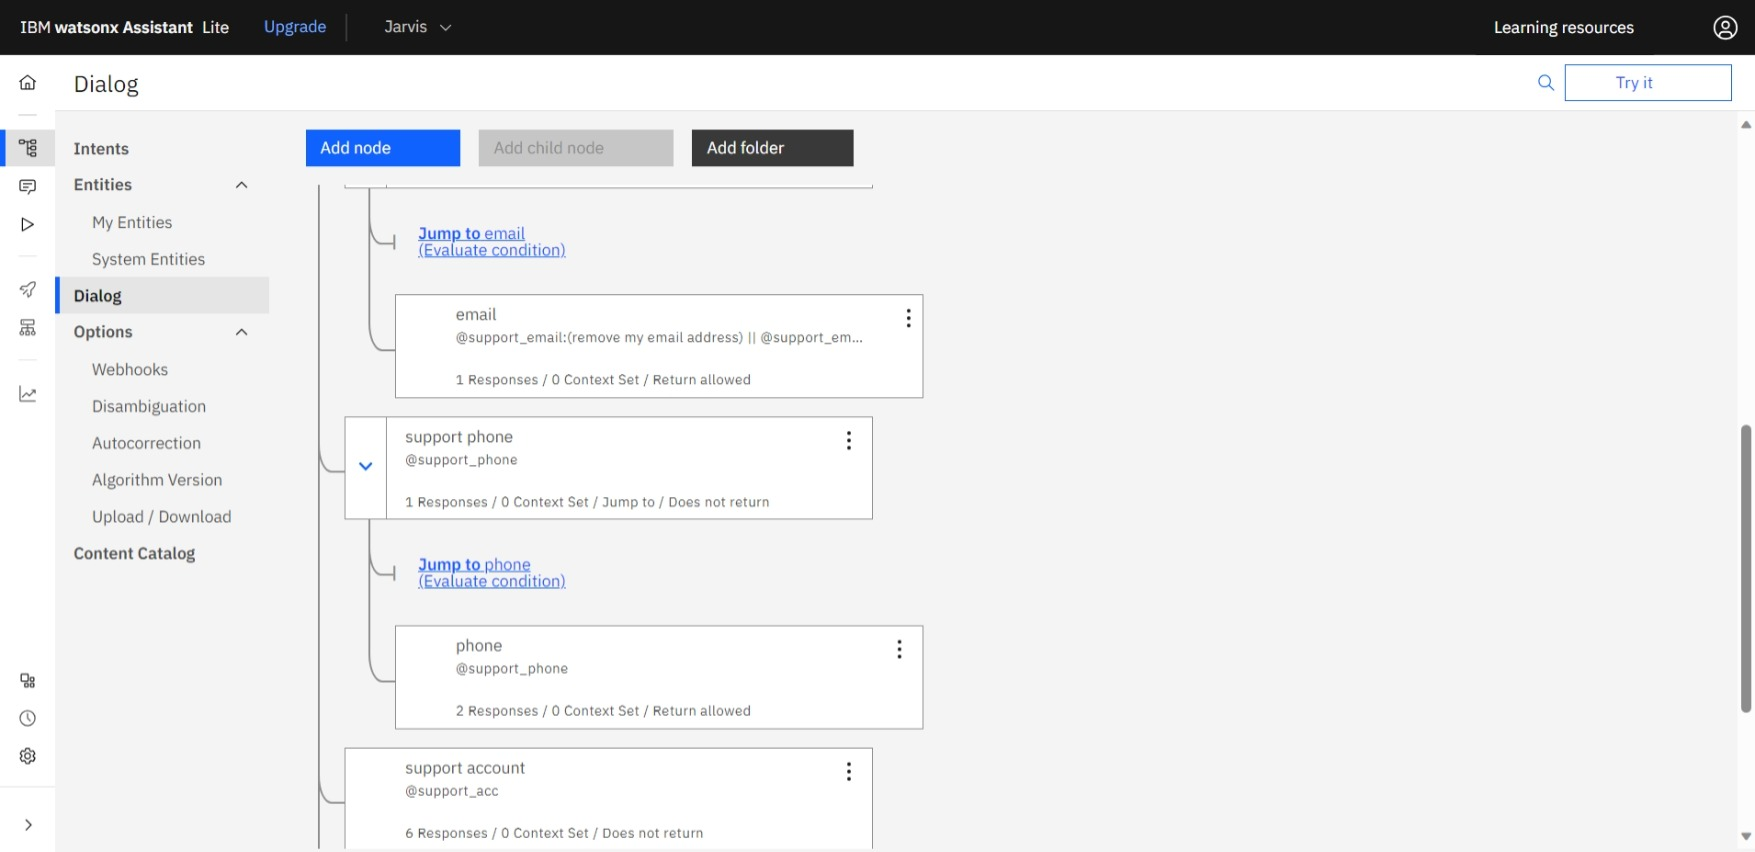 IBM watsonx Assistant Lite Upgrade Jarvis Learning resources
Dialog Try it
Intents
Entities
My Entities
System Entities
Dialog
Options
Webhooks
Disambiguation
Autocorrection
Algorithm Version
Upload / Download
Content Catalog
Add node Add child node Add folder
Jump to email
(Evaluate condition)
email
@support_email:(remove my email address) || @support_em...
1 Responses / 0 Context Set / Return allowed
support phone
@support_phone
1 Responses / 0 Context Set / Jump to / Does not return
Jump to phone
(Evaluate condition)
phone
@support_phone
2 Responses / 0 Context Set / Return allowed
support account
@support_acc
6 Responses / 0 Context Set / Does not return